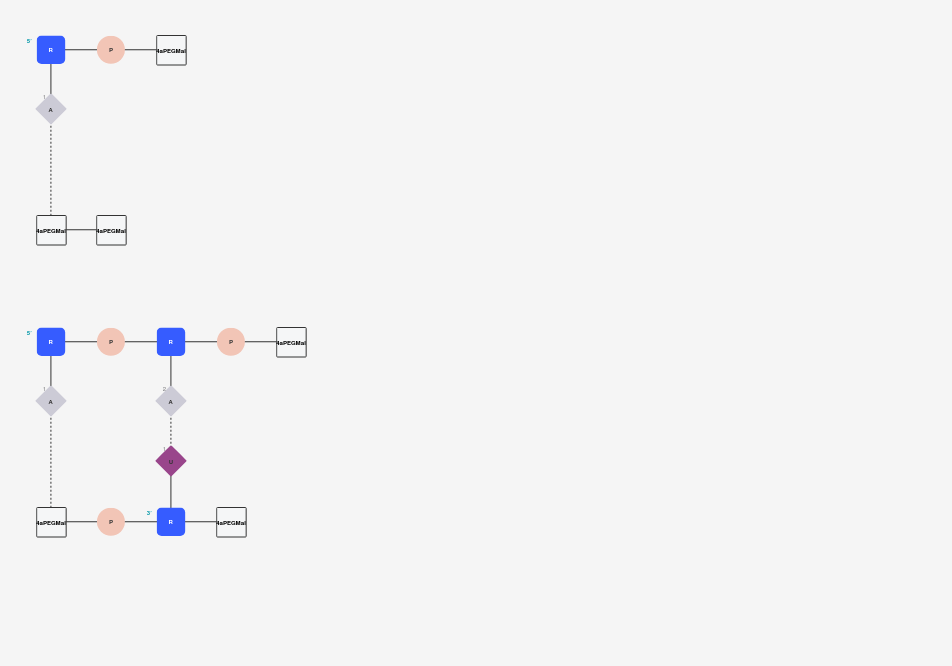 5'
R P 4aPEGMal
1
A
4aPEGMal 4aPEGMal
5'
R P R P 4aPEGMal
1 2
A A
1
U
3'
4aPEGMal P R 4aPEGMal